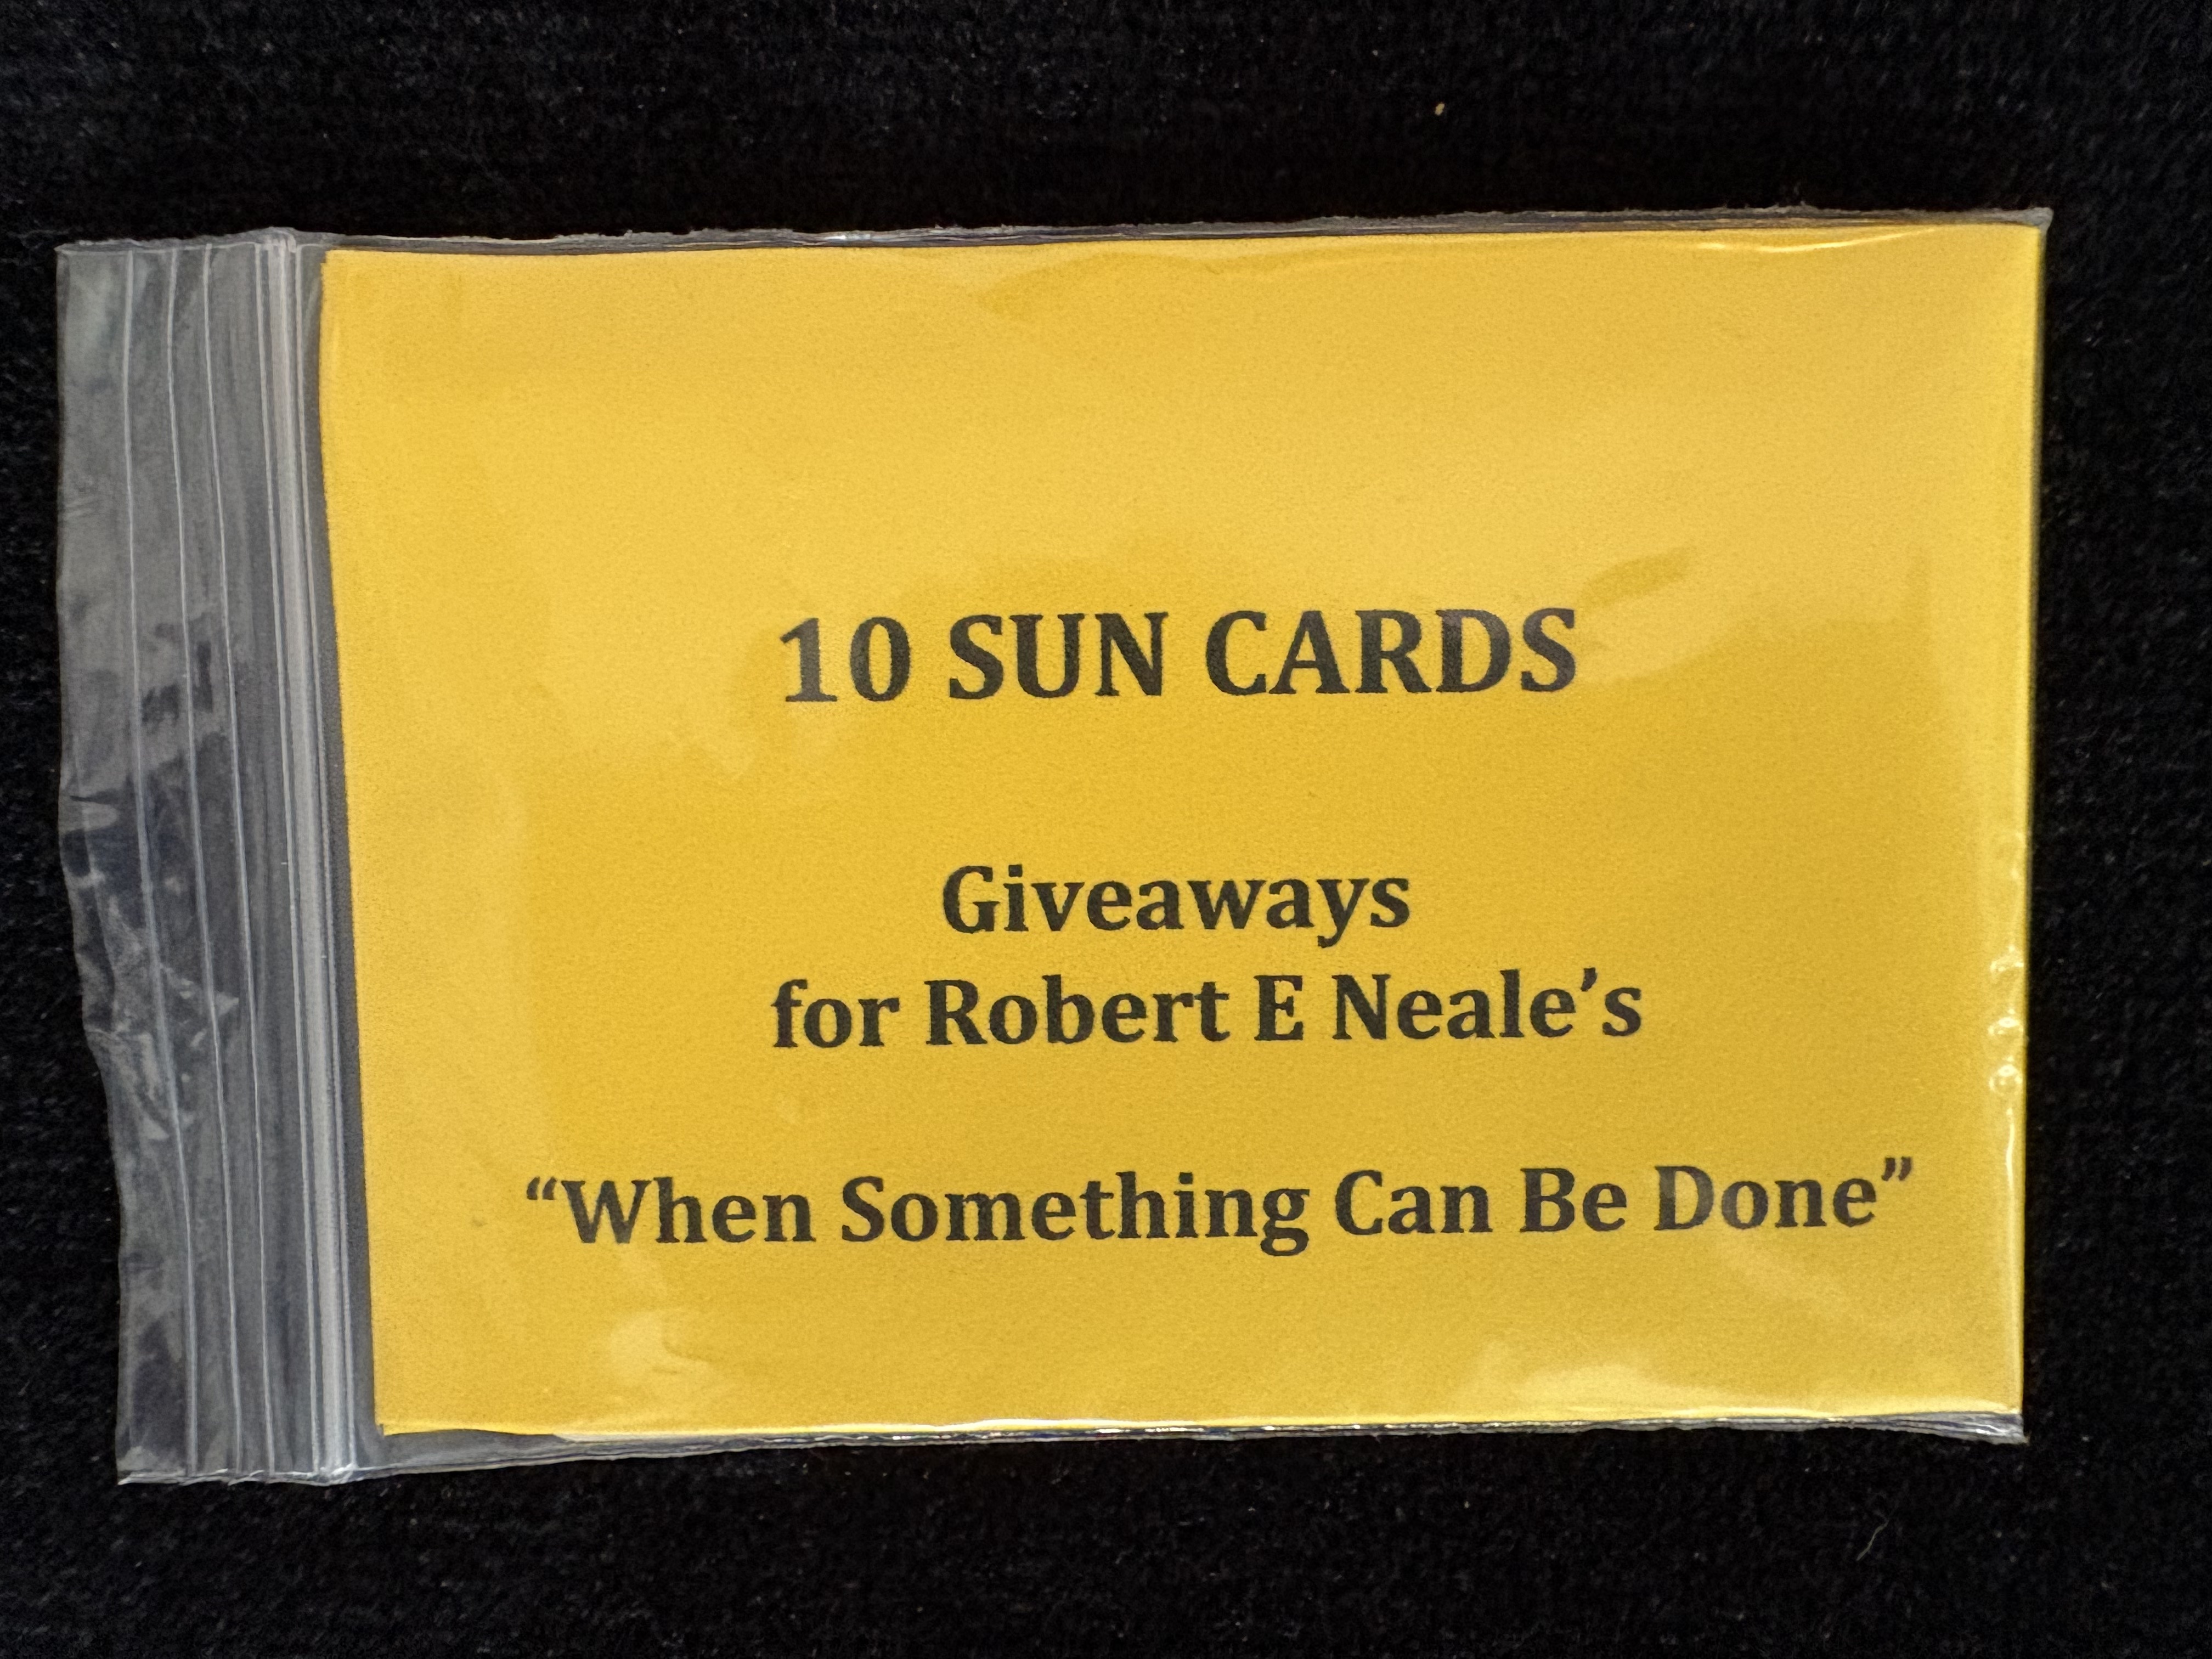 10 SUN CARDS
Giveaways
for Robert E Neale’s
“When Something Can Be Done”